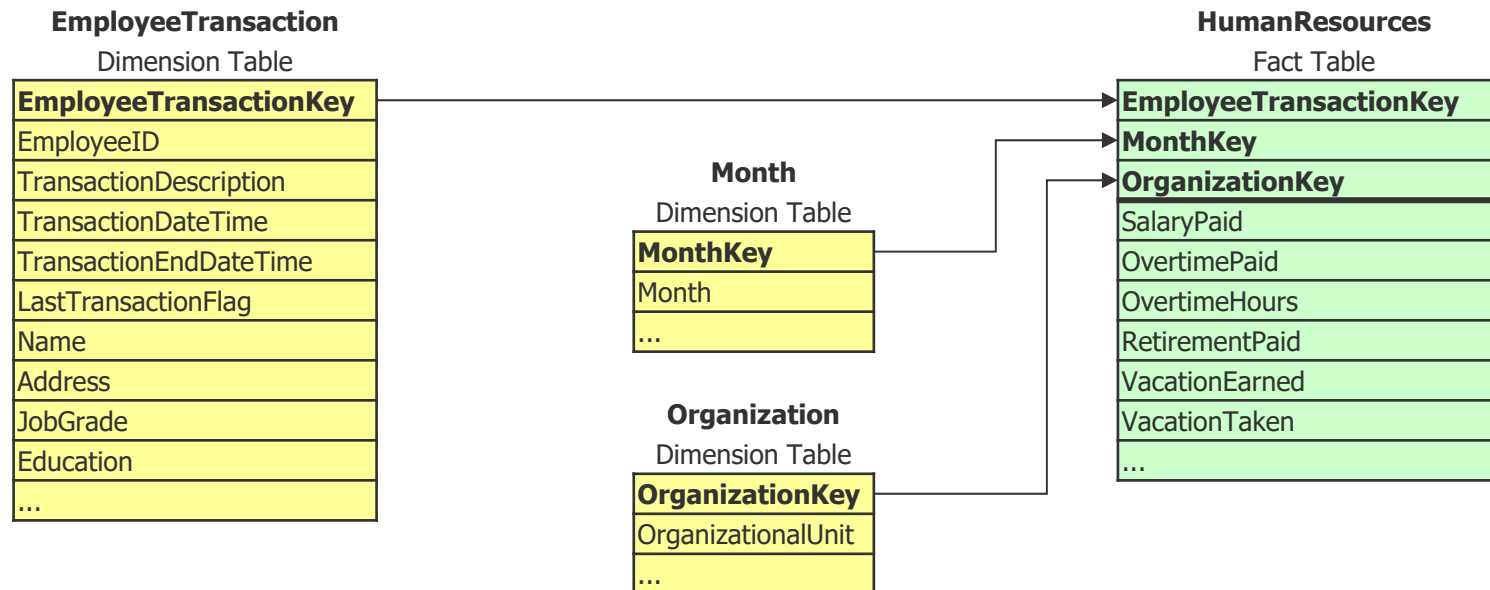 EmployeeTransaction
Dimension Table
EmployeeTransactionKey
EmployeeID
TransactionDescription
TransactionDateTime
TransactionEndDateTime
LastTransactionFlag
Name
Address
JobGrade
Education
...
Month
Dimension Table
MonthKey
Month
...
Organization
Dimension Table
OrganizationKey
OrganizationalUnit
...
HumanResources
Fact Table
EmployeeTransactionKey
MonthKey
OrganizationKey
SalaryPaid
OvertimePaid
OvertimeHours
RetirementPaid
VacationEarned
VacationTaken
...